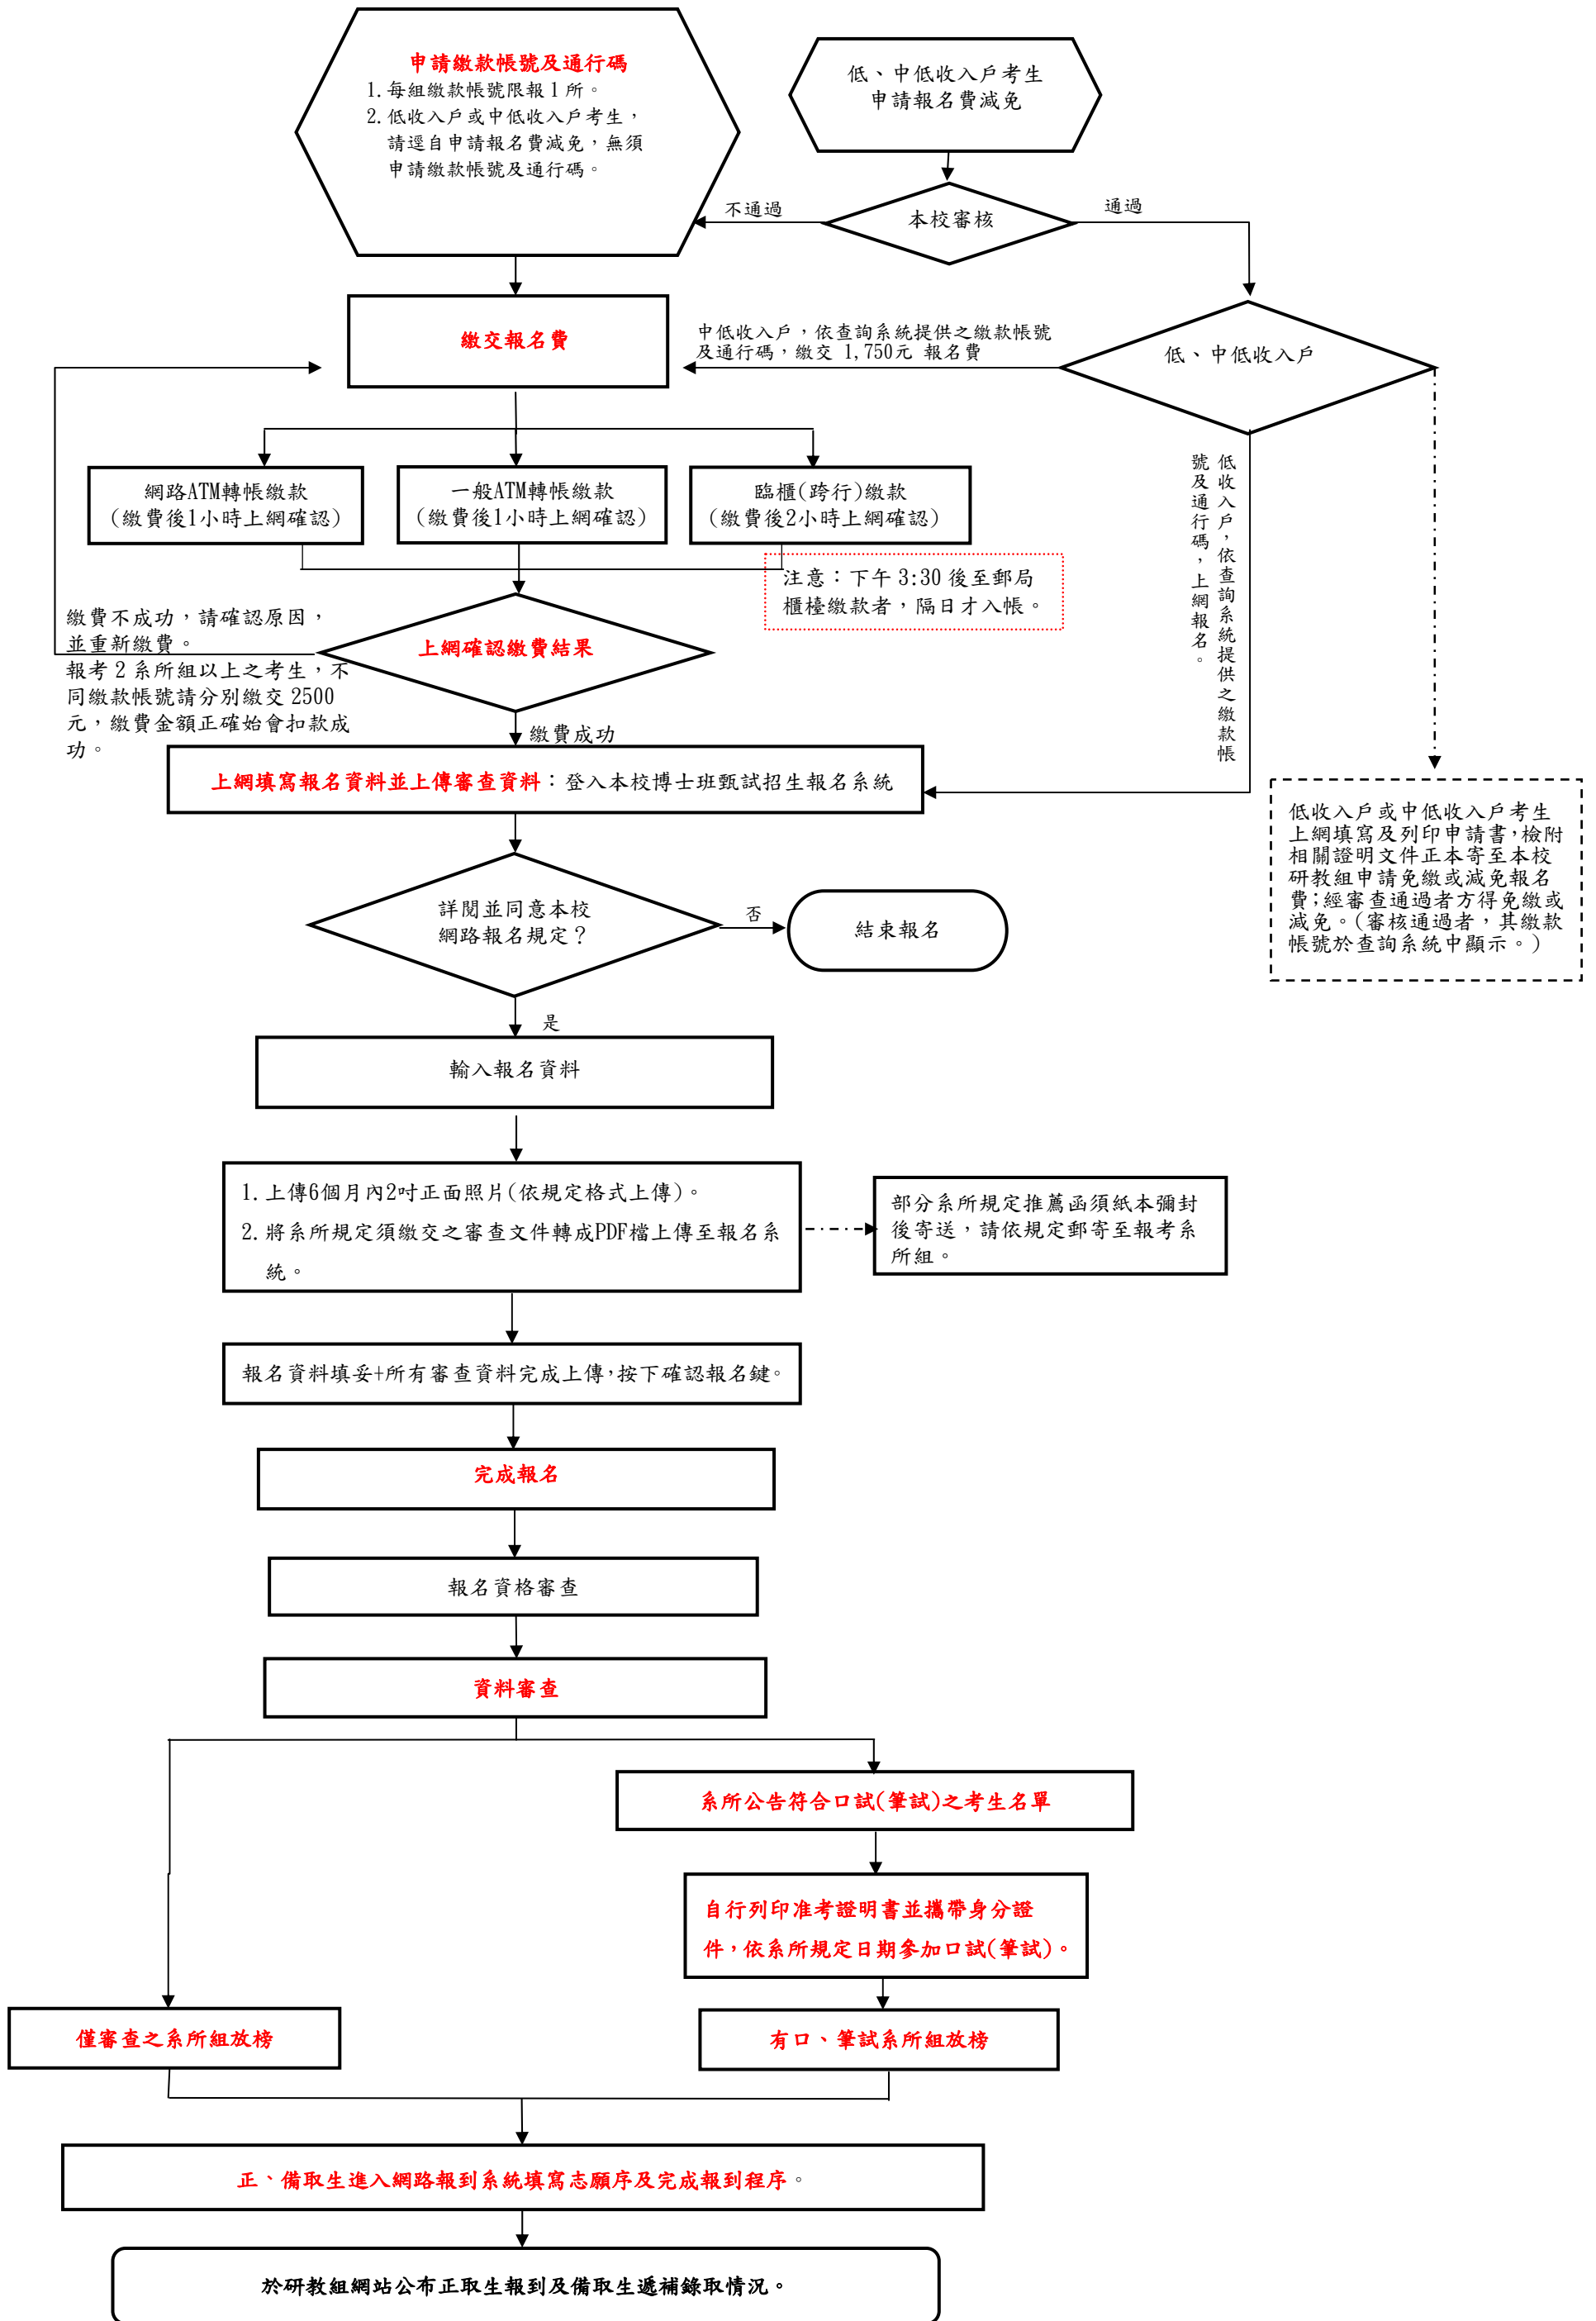 申請繳款帳號及通行碼
1. 每組繳款帳號限報 1 所。
2. 低收入戶或中低收入戶考生，
請逕自申請報名費減免，無須
申請繳款帳號及通行碼。
低、中低收入戶考生
申請報名費減免
本校審核
不通過
通過
繳交報名費
中低收入戶，依查詢系統提供之繳款帳號
及通行碼，繳交 1,750元 報名費
低、中低收入戶
網路ATM轉帳繳款
(繳費後1小時上網確認)
一般ATM轉帳繳款
(繳費後1小時上網確認)
臨櫃(跨行)繳款
(繳費後2小時上網確認)
低收入戶，依查詢系統提供之繳款帳
號及通行碼，上網報名。
注意：下午 3:30 後至郵局
櫃檯繳款者，隔日才入帳。
繳費不成功，請確認原因，
並重新繳費。
報考 2 系所組以上之考生，不
同繳款帳號請分別繳交 2500
元，繳費金額正確始會扣款成
功。
上網確認繳費結果
繳費成功
上網填寫報名資料並上傳審查資料：登入本校博士班甄試招生報名系統
低收入戶或中低收入戶考生
上網填寫及列印申請書，檢附
相關證明文件正本寄至本校
研教組申請免繳或減免報名
費；經審查通過者方得免繳或
減免。(審核通過者，其繳款
帳號於查詢系統中顯示。)
詳閱並同意本校
網路報名規定？
否
結束報名
是
輸入報名資料
1. 上傳6個月內2吋正面照片(依規定格式上傳)。
2. 將系所規定須繳交之審查文件轉成PDF檔上傳至報名系
統。
部分系所規定推薦函須紙本彌封
後寄送，請依規定郵寄至報考系
所組。
報名資料填妥+所有審查資料完成上傳，按下確認報名鍵。
完成報名
報名資格審查
資料審查
系所公告符合口試(筆試)之考生名單
自行列印准考證明書並攜帶身分證
件，依系所規定日期參加口試(筆試)。
僅審查之系所組放榜
有口、筆試系所組放榜
正、備取生進入網路報到系統填寫志願序及完成報到程序。
於研教組網站公布正取生報到及備取生遞補錄取情況。